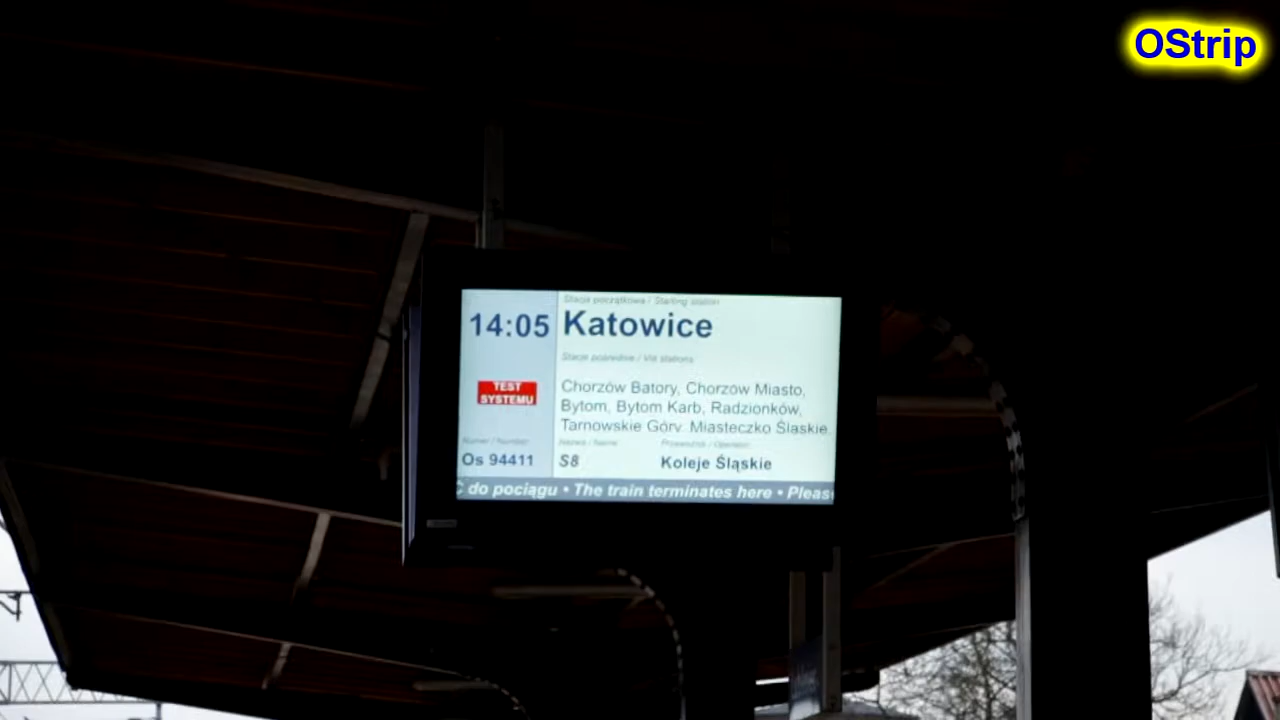 OStrip
Stacja początkowa / Starting station
14:05 Katowice
Stacje pośrednie / Via stations
TEST
SYSTEMU
Chorzów Batory, Chorzów Miasto,
Bytom, Bytom Karb, Radzionków,
Tarnowskie Góry, Miasteczko Śląskie
Numer / Number Nazwa / Name Przewoźnik / Operator
Os 94411 S8 Koleje Śląskie
do pociągu • The train terminates here • Pleas